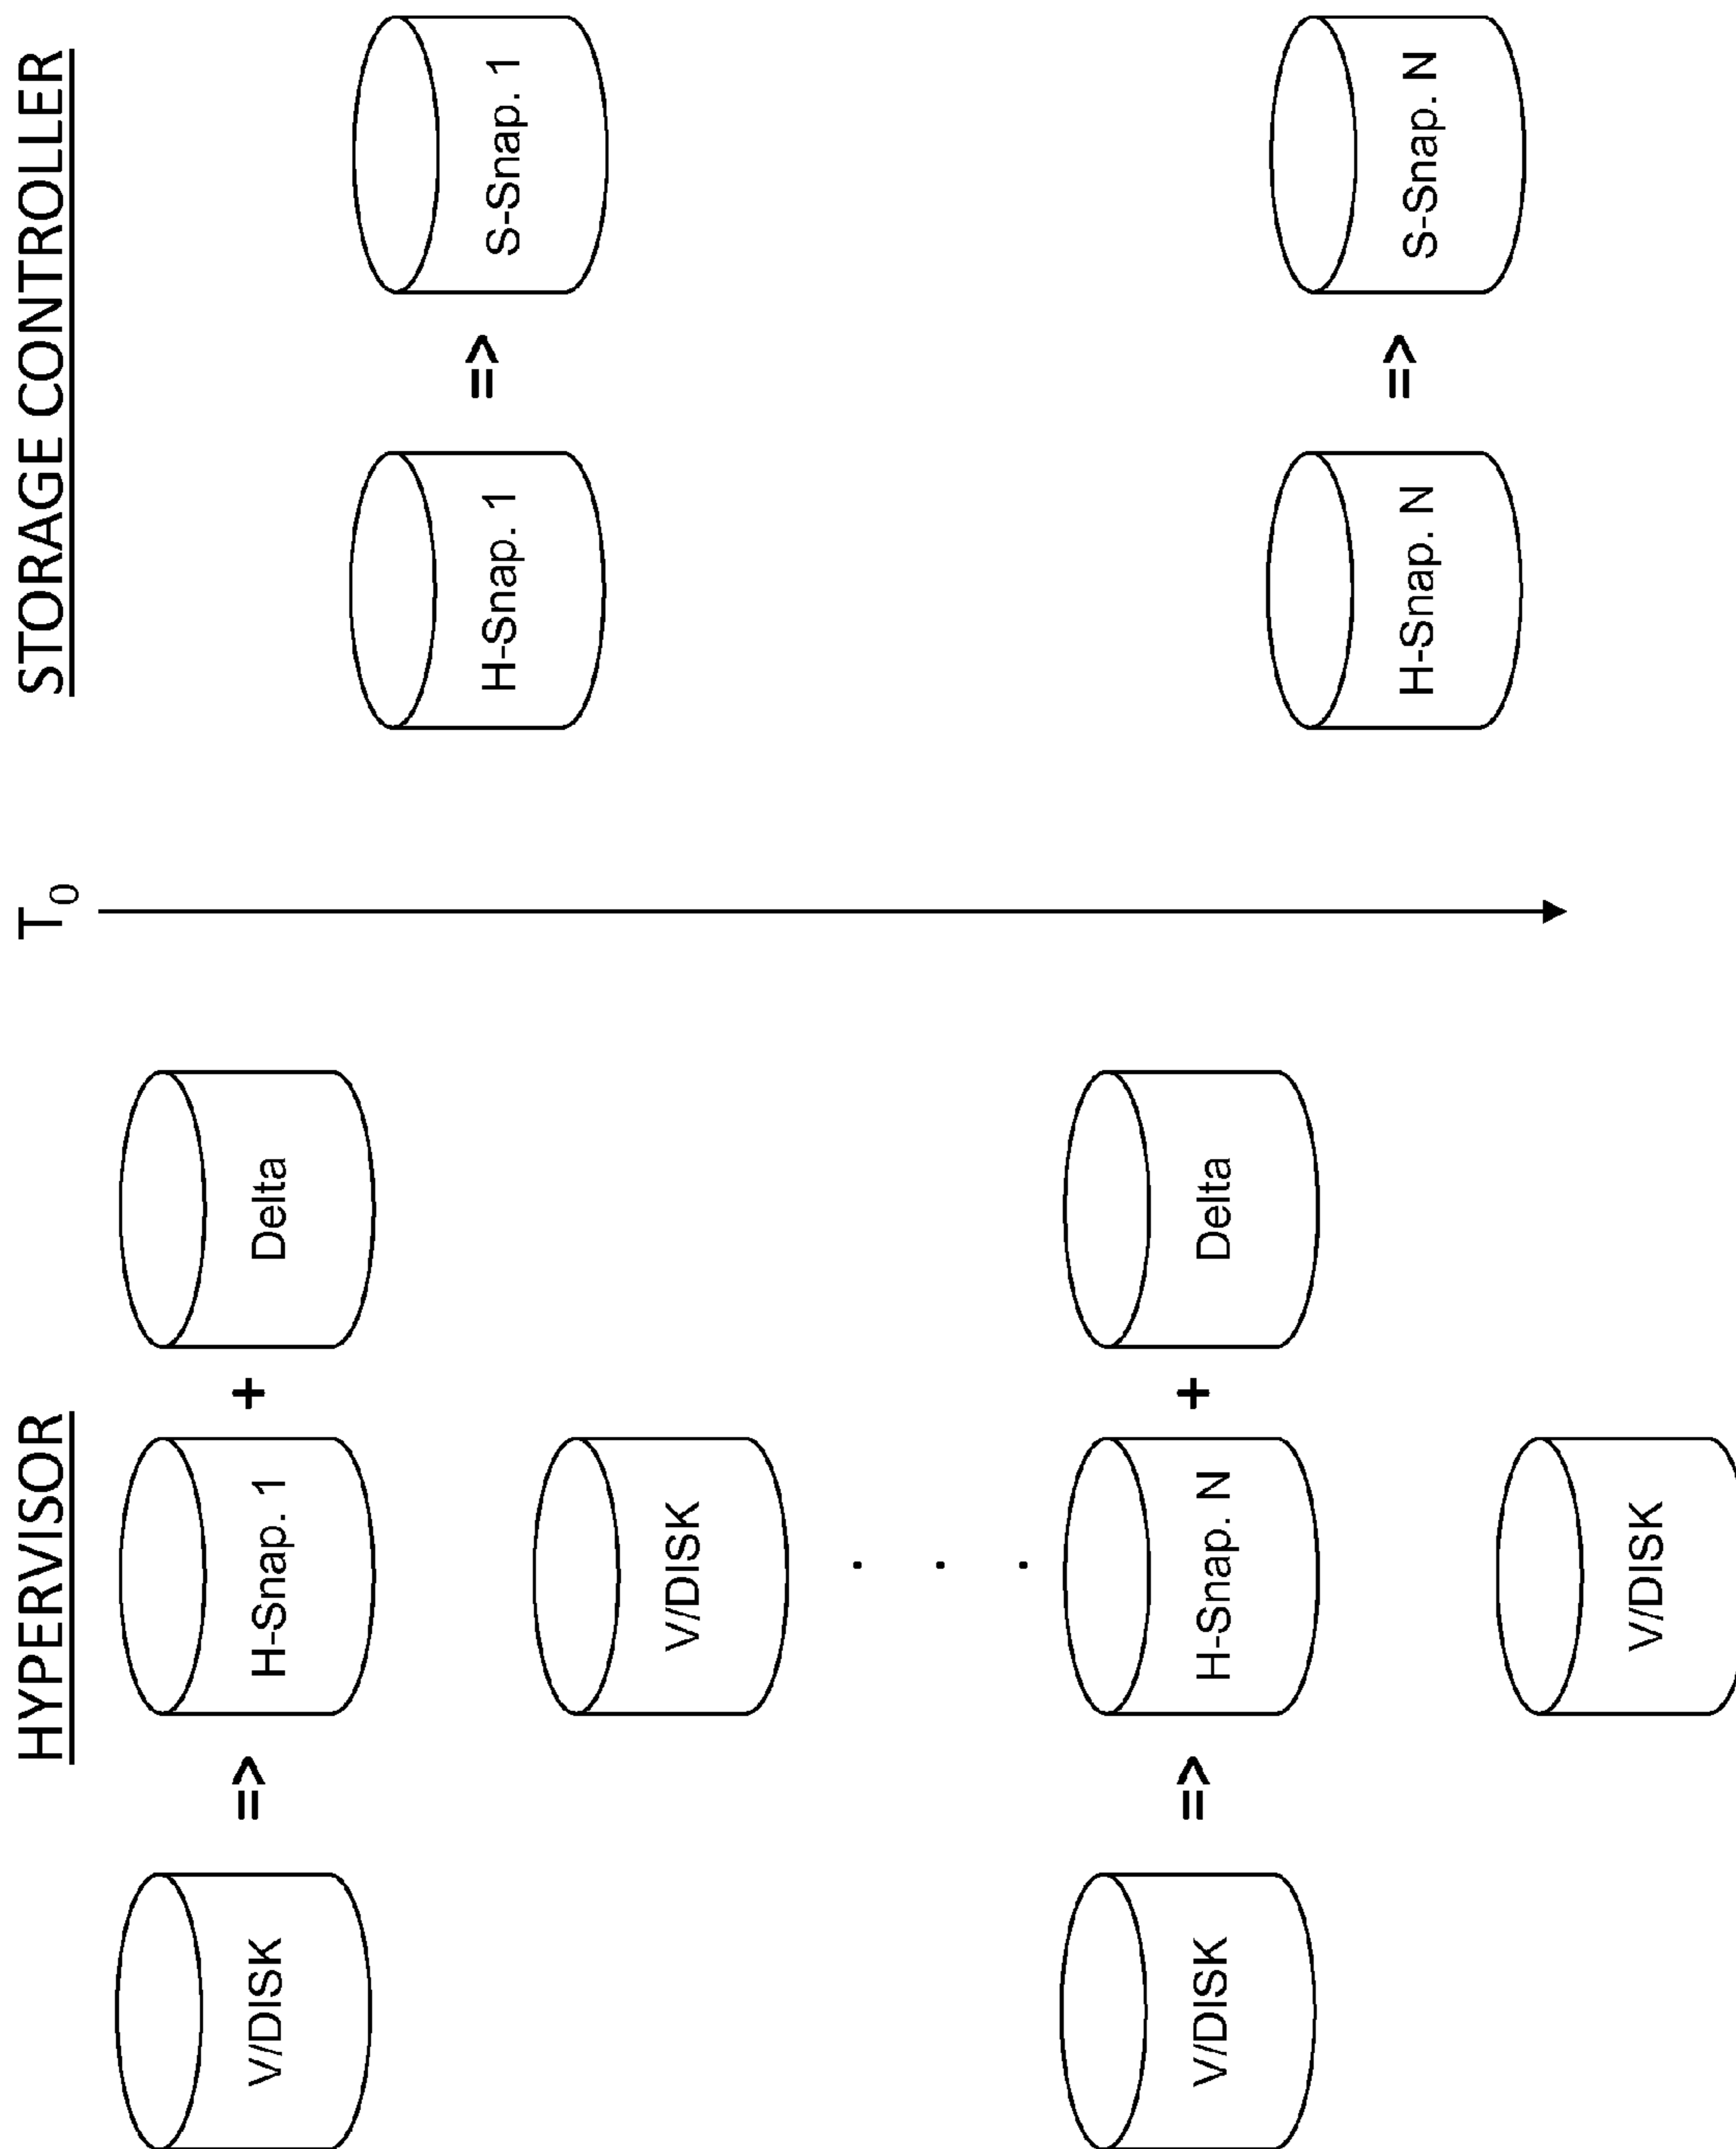 HYPERVISOR
T0
STORAGE CONTROLLER
V/DISK
=>
H-Snap. 1
+
Delta
H-Snap. 1
=>
S-Snap. 1
V/DISK
. . .
V/DISK
=>
H-Snap. N
+
Delta
H-Snap. N
=>
S-Snap. N
V/DISK